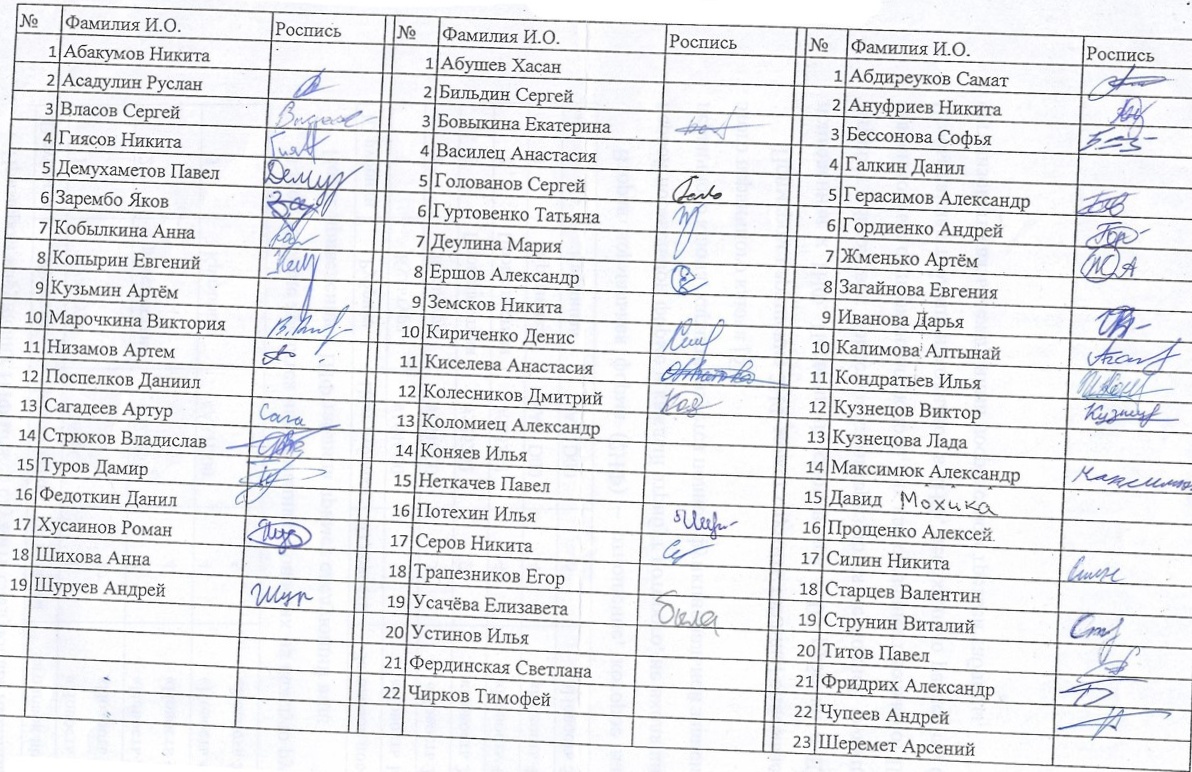 № Фамилия И.О. Роспись
1 Абакумов Никита
2 Асадулин Руслан
3 Власов Сергей
4 Гиясов Никита Гияс
5 Демухаметов Павел Демур
6 Зарембо Яков
7 Кобылкина Анна
8 Копырин Евгений
9 Кузьмин Артём
10 Марочкина Виктория
11 Низамов Артем
12 Поспелков Даниил
13 Сагадеев Артур Сага
14 Стрюков Владислав
15 Туров Дамир
16 Федоткин Данил
17 Хусаинов Роман
18 Шихова Анна
19 Шуруев Андрей Шур
№ Фамилия И.О. Роспись
1 Абушев Хасан
2 Бильдин Сергей
3 Бовыкина Екатерина
4 Василец Анастасия
5 Голованов Сергей
6 Гуртовенко Татьяна
7 Деулина Мария
8 Ершов Александр
9 Земсков Никита
10 Кириченко Денис
11 Киселева Анастасия
12 Колесников Дмитрий
13 Коломиец Александр
14 Коняев Илья
15 Неткачев Павел
16 Потехин Илья
17 Серов Никита
18 Трапезников Егор
19 Усачёва Елизавета была
20 Устинов Илья
21 Фердинская Светлана
22 Чирков Тимофей
№ Фамилия И.О. Роспись
1 Абдиреуков Самат
2 Ануфриев Никита
3 Бессонова Софья
4 Галкин Данил
5 Герасимов Александр
6 Гордиенко Андрей Гор
7 Жменько Артём
8 Загайнова Евгения
9 Иванова Дарья
10 Калимова Алтынай
11 Кондратьев Илья
12 Кузнецов Виктор Кузнецов
13 Кузнецова Лада
14 Максимюк Александр Максимюк
15 Давид Мохика
16 Прощенко Алексей.
17 Силин Никита Силин
18 Старцев Валентин
19 Струнин Виталий
20 Титов Павел
21 Фридрих Александр
22 Чупеев Андрей
23 Шеремет Арсений